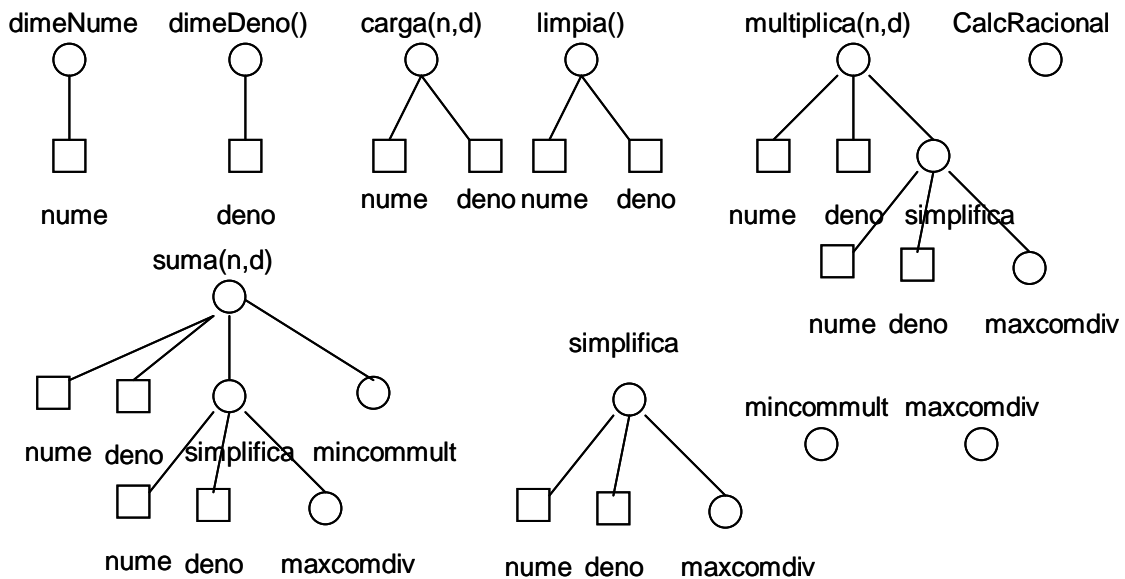 dimeNume dimeDeno() carga(n,d) limpia() multiplica(n,d) CalcRacional
nume deno nume deno nume deno nume deno simplifica
nume deno maxcomdiv
suma(n,d)
nume deno simplifica mincommult
nume deno maxcomdiv
simplifica
nume deno maxcomdiv
mincommult maxcomdiv